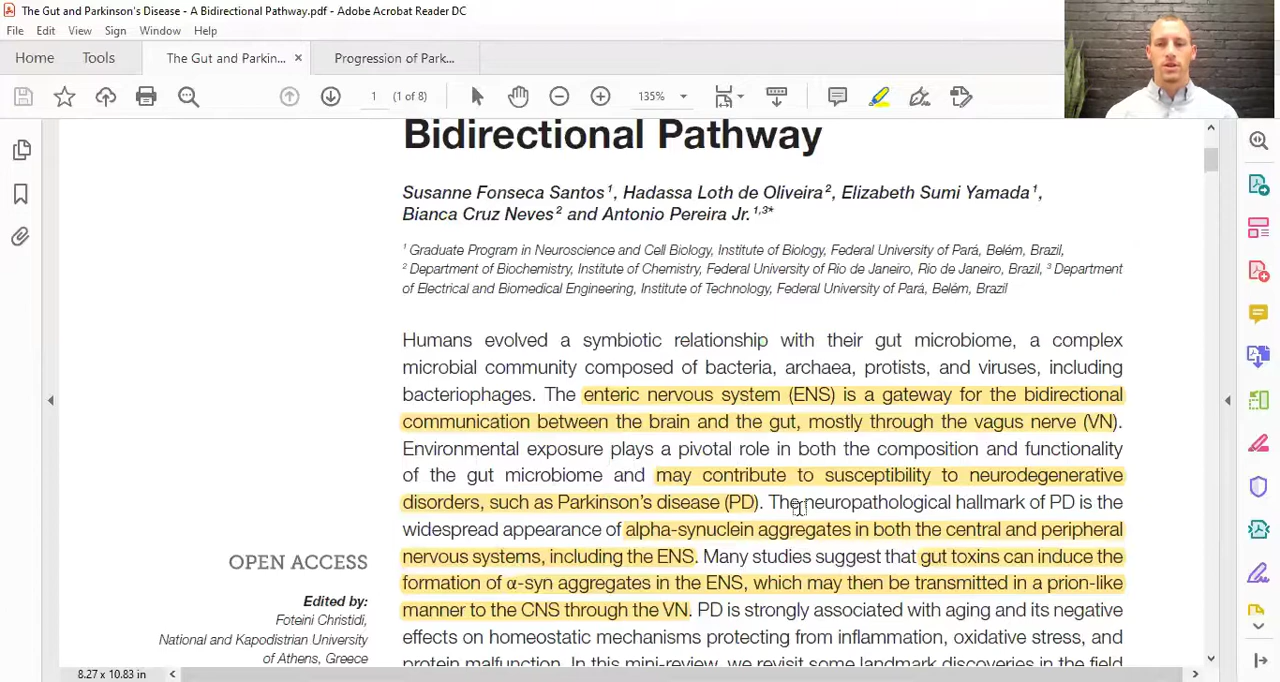 The Gut and Parkinson's Disease - A Bidirectional Pathway.pdf - Adobe Acrobat Reader DC
File Edit View Sign Window Help
Home Tools The Gut and Parkin... × Progression of Park...
1 (1 of 8) 135%
Bidirectional Pathway
Susanne Fonseca Santos¹, Hadassa Loth de Oliveira², Elizabeth Sumi Yamada¹,
Bianca Cruz Neves² and Antonio Pereira Jr.¹,³*
¹ Graduate Program in Neuroscience and Cell Biology, Institute of Biology, Federal University of Pará, Belém, Brazil,
² Department of Biochemistry, Institute of Chemistry, Federal University of Rio de Janeiro, Rio de Janeiro, Brazil, ³ Department
of Electrical and Biomedical Engineering, Institute of Technology, Federal University of Pará, Belém, Brazil
Humans evolved a symbiotic relationship with their gut microbiome, a complex
microbial community composed of bacteria, archaea, protists, and viruses, including
bacteriophages. The enteric nervous system (ENS) is a gateway for the bidirectional
communication between the brain and the gut, mostly through the vagus nerve (VN).
Environmental exposure plays a pivotal role in both the composition and functionality
of the gut microbiome and may contribute to susceptibility to neurodegenerative
disorders, such as Parkinson's disease (PD). The neuropathological hallmark of PD is the
widespread appearance of alpha-synuclein aggregates in both the central and peripheral
nervous systems, including the ENS. Many studies suggest that gut toxins can induce the
formation of α-syn aggregates in the ENS, which may then be transmitted in a prion-like
manner to the CNS through the VN. PD is strongly associated with aging and its negative
effects on homeostatic mechanisms protecting from inflammation, oxidative stress, and
protein malfunction. In this mini-review, we revisit some landmark discoveries in the field
OPEN ACCESS
Edited by:
Foteini Christidi,
National and Kapodistrian University
of Athens, Greece
8.27 x 10.83 in